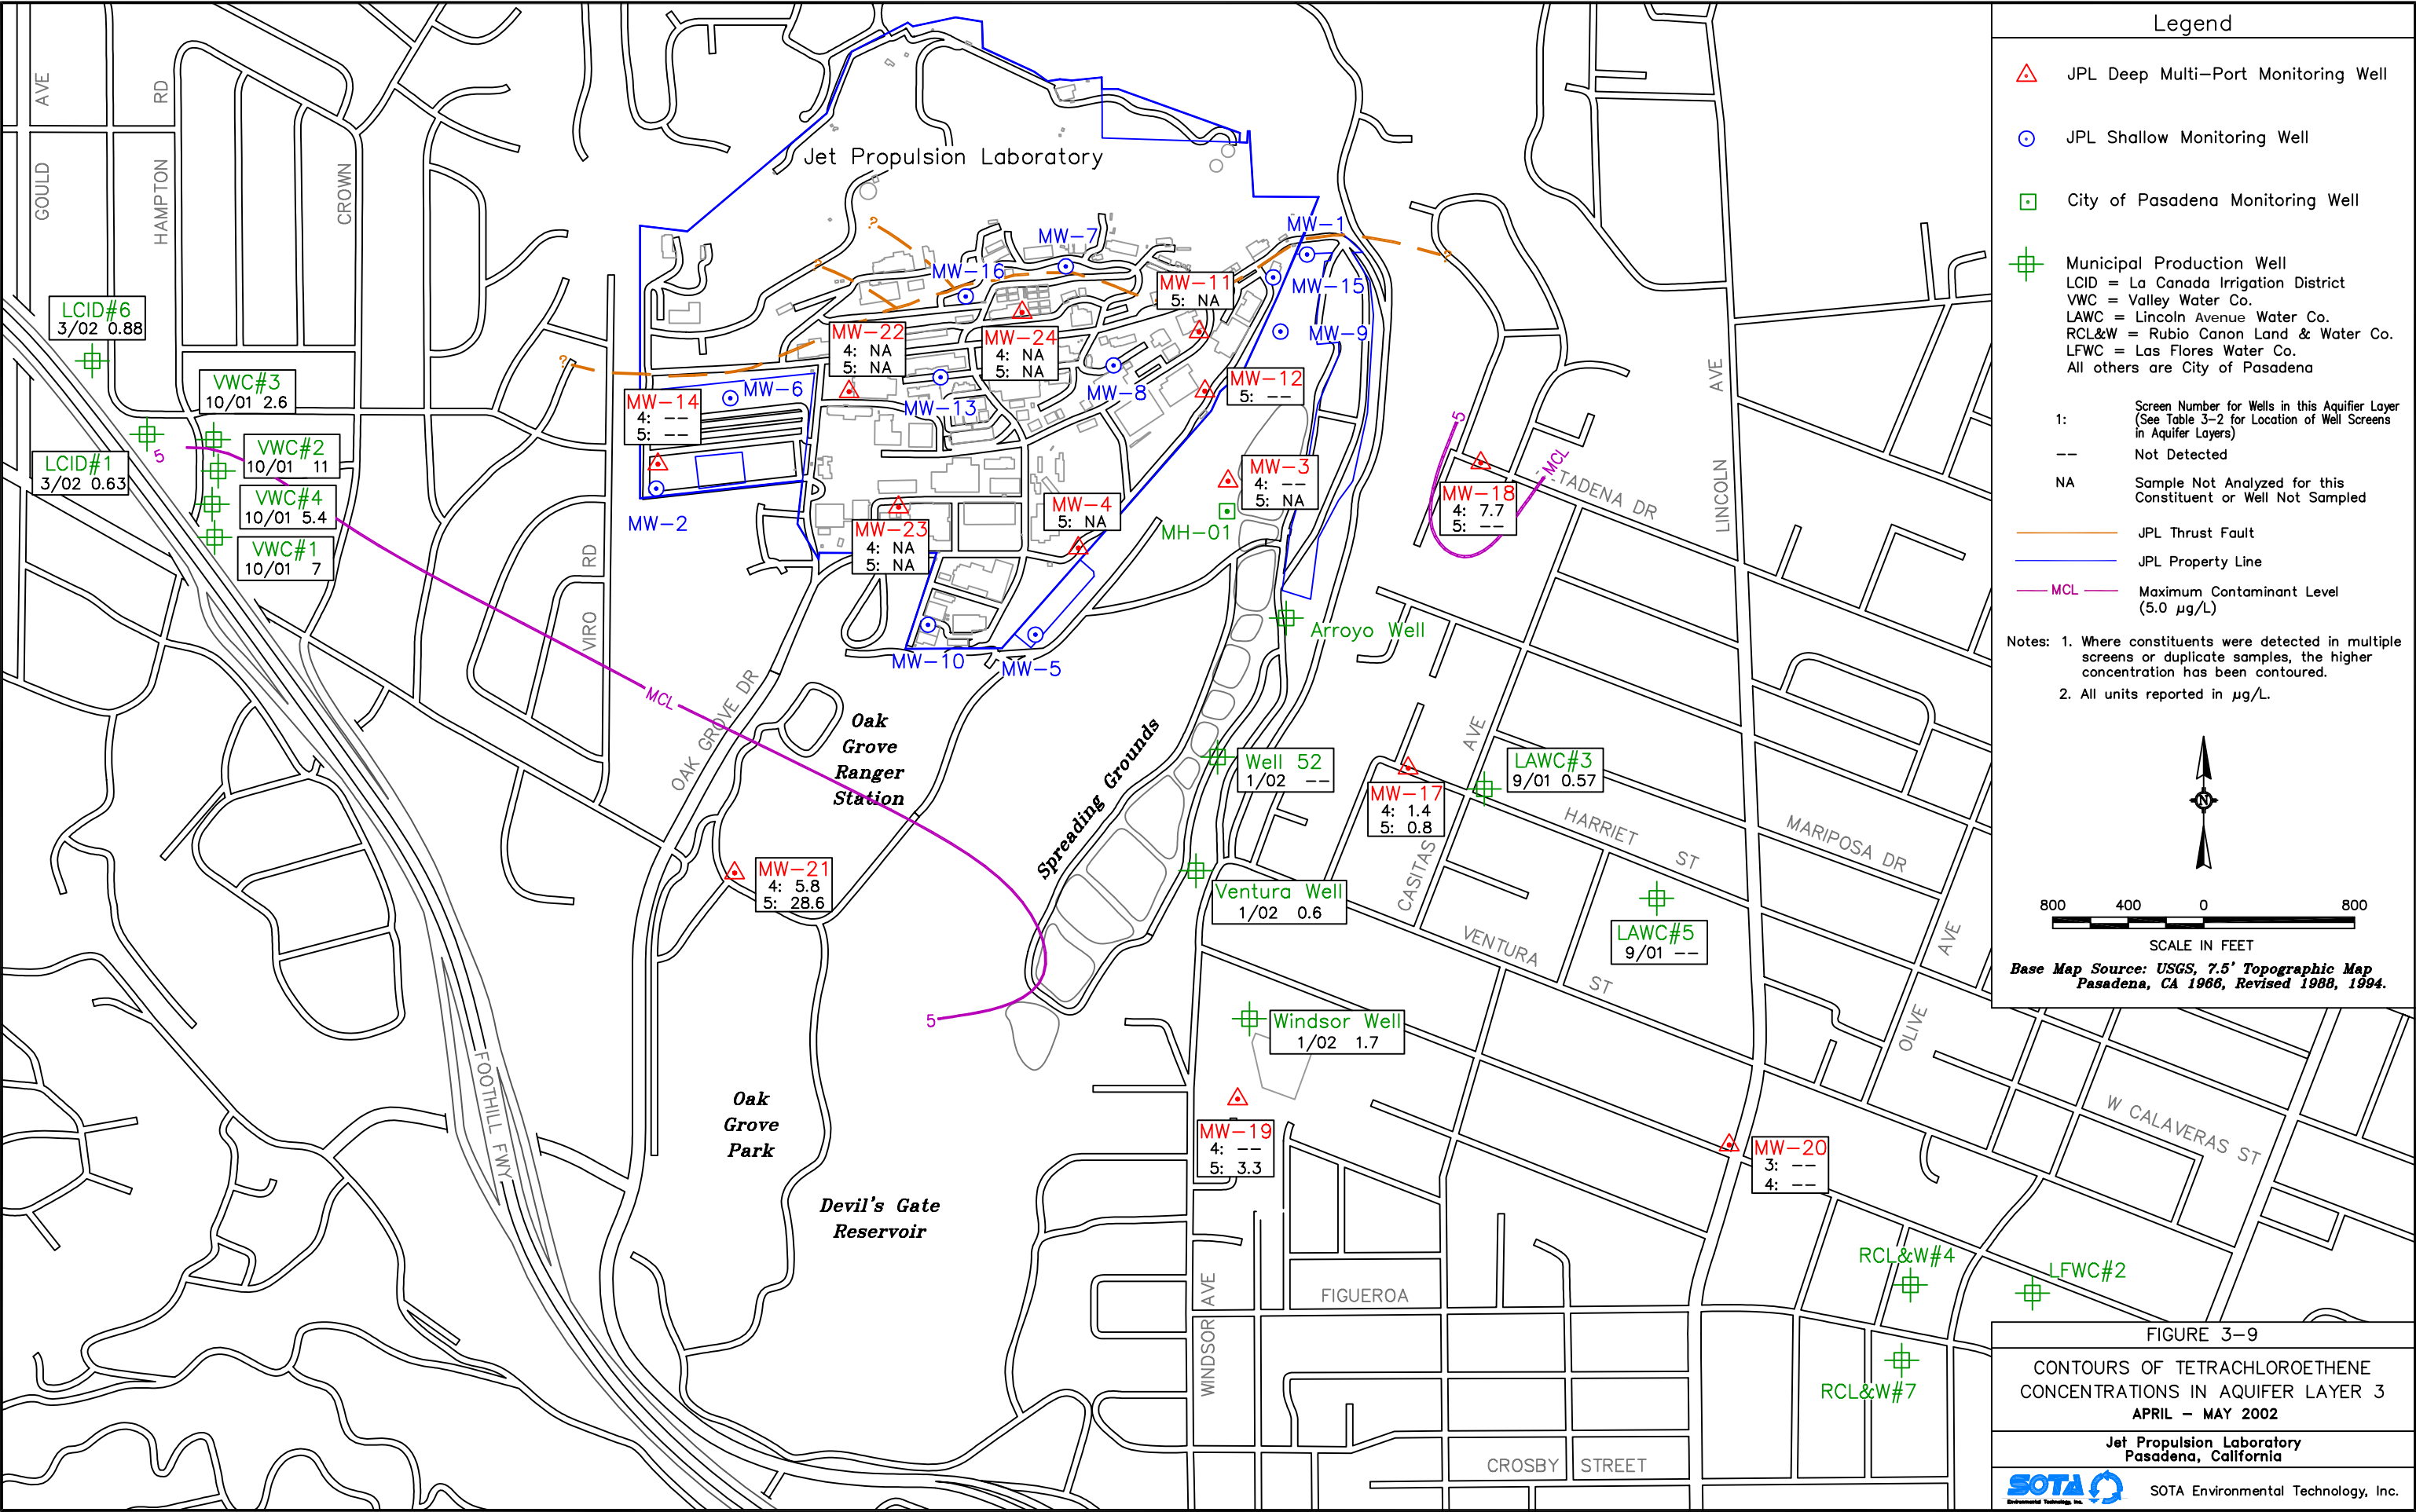 Legend
JPL Deep Multi-Port Monitoring Well
JPL Shallow Monitoring Well
City of Pasadena Monitoring Well
Municipal Production Well
LCID = La Canada Irrigation District
VWC = Valley Water Co.
LAWC = Lincoln Avenue Water Co.
RCL&W = Rubio Canon Land & Water Co.
LFWC = Las Flores Water Co.
All others are City of Pasadena
1:
Screen Number for Wells in this Aquifier Layer
(See Table 3-2 for Location of Well Screens
in Aquifer Layers)
-- Not Detected
NA
Sample Not Analyzed for this
Constituent or Well Not Sampled
JPL Thrust Fault
JPL Property Line
MCL
Maximum Contaminant Level
(5.0 µg/L)
Notes: 1. Where constituents were detected in multiple
screens or duplicate samples, the higher
concentration has been contoured.
2. All units reported in µg/L.
N
800 400 0 800
SCALE IN FEET
Base Map Source: USGS, 7.5' Topographic Map
Pasadena, CA 1966, Revised 1988, 1994.
FIGURE 3-9
CONTOURS OF TETRACHLOROETHENE
CONCENTRATIONS IN AQUIFER LAYER 3
APRIL - MAY 2002
Jet Propulsion Laboratory
Pasadena, California
SOTA
Environmental Technology, Inc.
SOTA Environmental Technology, Inc.
GOULD AVE
HAMPTON RD
CROWN
Jet Propulsion Laboratory
LCID#6
3/02 0.88
VWC#3
10/01 2.6
LCID#1
3/02 0.63
5
VWC#2
10/01 11
VWC#4
10/01 5.4
VWC#1
10/01 7
?
?
?
?
MW-7
MW-1
MW-16
MW-11
5: NA
MW-15
MW-9
MW-22
4: NA
5: NA
MW-24
4: NA
5: NA
MW-6
MW-14
4: --
5: --
MW-13
MW-8
MW-12
5: --
MW-2
MW-23
4: NA
5: NA
MW-4
5: NA
MW-3
4: --
5: NA
MH-01
MW-10
MW-5
5
MCL
MW-18
4: 7.7
5: --
LINCOLN AVE
Arroyo Well
VIRO RD
MCL
OAK GROVE DR
Oak
Grove
Ranger
Station
Spreading Grounds
Well 52
1/02 --
MW-17
4: 1.4
5: 0.8
LAWC#3
9/01 0.57
CASITAS AVE
HARRIET ST
MARIPOSA DR
MW-21
4: 5.8
5: 28.6
Ventura Well
1/02 0.6
LAWC#5
9/01 --
VENTURA ST
OLIVE AVE
5
Windsor Well
1/02 1.7
FOOTHILL FWY
Oak
Grove
Park
MW-19
4: --
5: 3.3
MW-20
3: --
4: --
W CALAVERAS ST
Devil's Gate
Reservoir
RCL&W#4
LFWC#2
RCL&W#7
WINDSOR AVE
FIGUEROA
CROSBY STREET